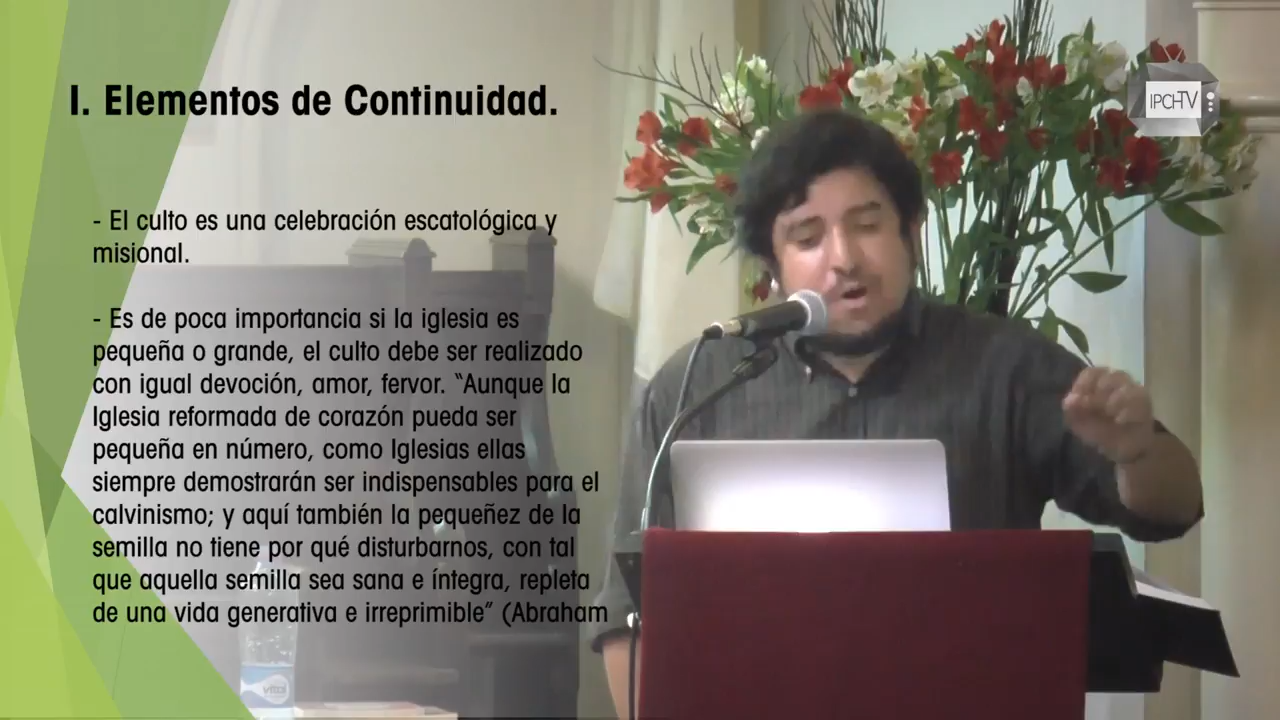 I. Elementos de Continuidad.
IPCHTV
- El culto es una celebración escatológica y
misional.
- Es de poca importancia si la iglesia es
pequeña o grande, el culto debe ser realizado
con igual devoción, amor, fervor. “Aunque la
Iglesia reformada de corazón pueda ser
pequeña en número, como Iglesias ellas
siempre demostrarán ser indispensables para el
calvinismo; y aquí también la pequeñez de la
semilla no tiene por qué disturbarnos, con tal
que aquella semilla sea sana e íntegra, repleta
de una vida generativa e irreprimible” (Abraham
vital